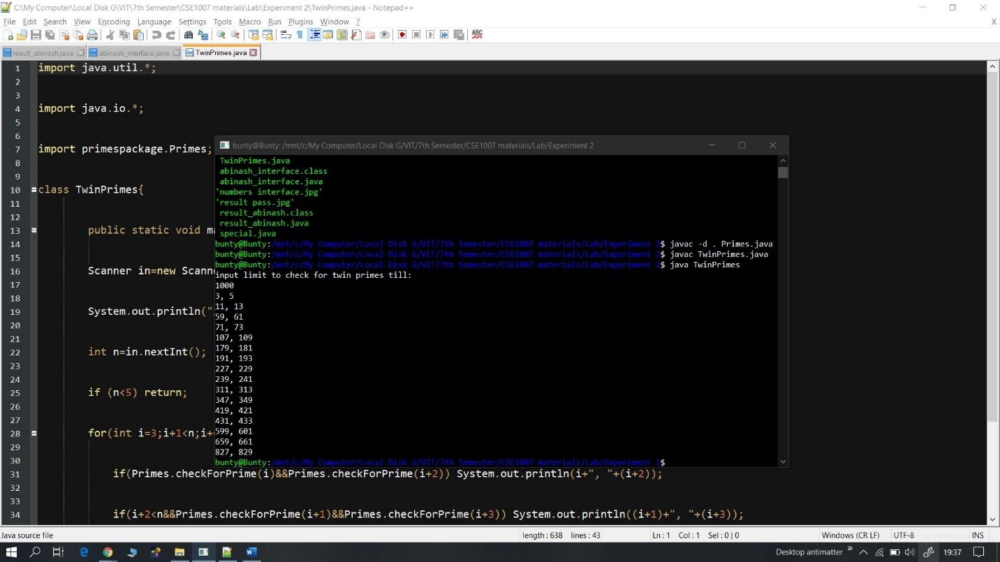 C:\My Computer\Local Disk G\VIT\7th Semester\CSE1007 materials\Lab\Experiment 2\TwinPrimes.java - Notepad++
File Edit Search View Encoding Language Settings Tools Macro Run Plugins Window ? X
ABC
result_abinash.java abinash_interface.java TwinPrimes.java
1 import java.util.*;
2
3
4 import java.io.*;
5
6
7 import primespackage.Primes;
8
9
10 class TwinPrimes{
11
12
13 public static void
14
15
16 Scanner in=new
17
18
19 System.out.println("
20
21
22 int n=in.nextInt();
23
24
25 if (n<5) return;
26
27
28 for(int i=3;i+1<n;i+
29
30
31 if(Primes.checkForPrime(i)&&Primes.checkForPrime(i+2)) System.out.println(i+", "+(i+2));
32
33
34 if(i+2<n&&Primes.checkForPrime(i+1)&&Primes.checkForPrime(i+3)) System.out.println((i+1)+", "+(i+3));
bunty@Bunty: /mnt/c/My Computer/Local Disk G/VIT/7th Semester/CSE1007 materials/Lab/Experiment 2
TwinPrimes.java
abinash_interface.class
abinash_interface.java
'numbers interface.jpg'
'result pass.jpg'
result_abinash.class
result_abinash.java
special.java
bunty@Bunty:/mnt/c/My Computer/Local Disk G/VIT/7th Semester/CSE1007 materials/Lab/Experiment 2$ javac -d . Primes.java
bunty@Bunty:/mnt/c/My Computer/Local Disk G/VIT/7th Semester/CSE1007 materials/Lab/Experiment 2$ javac TwinPrimes.java
bunty@Bunty:/mnt/c/My Computer/Local Disk G/VIT/7th Semester/CSE1007 materials/Lab/Experiment 2$ java TwinPrimes
input limit to check for twin primes till:
1000
3, 5
11, 13
59, 61
71, 73
107, 109
179, 181
191, 193
227, 229
239, 241
311, 313
347, 349
419, 421
431, 433
599, 601
659, 661
827, 829
bunty@Bunty:/mnt/c/My Computer/Local Disk G/VIT/7th Semester/CSE1007 materials/Lab/Experiment 2$
Java source file length : 638 lines : 43 Ln : 1 Col : 1 Sel : 0 | 0 Windows (CR LF) UTF-8 INS
Desktop antimatter 19:37